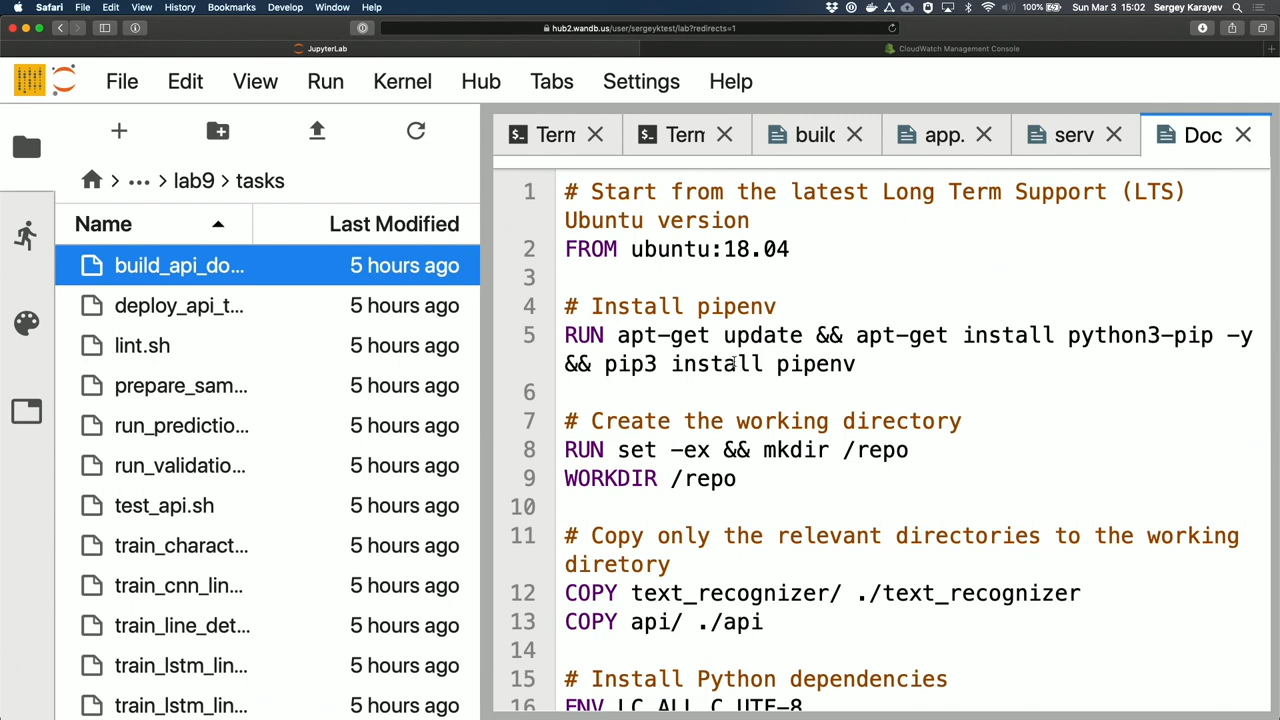 Safari File Edit View History Bookmarks Develop Window Help 100% Sun Mar 3 15:02 Sergey Karayev
hub2.wandb.us/user/sergeyktest/lab?redirects=1
JupyterLab CloudWatch Management Console
File Edit View Run Kernel Hub Tabs Settings Help
Term Term build app. serv Doc
… > lab9 > tasks
Name Last Modified
build_api_do... 5 hours ago
deploy_api_t... 5 hours ago
lint.sh 5 hours ago
prepare_sam... 5 hours ago
run_predictio... 5 hours ago
run_validatio... 5 hours ago
test_api.sh 5 hours ago
train_charact... 5 hours ago
train_cnn_lin... 5 hours ago
train_line_det... 5 hours ago
train_lstm_lin... 5 hours ago
train_lstm_lin... 5 hours ago
1 # Start from the latest Long Term Support (LTS)
Ubuntu version
2 FROM ubuntu:18.04
3
4 # Install pipenv
5 RUN apt-get update && apt-get install python3-pip -y
&& pip3 install pipenv
6
7 # Create the working directory
8 RUN set -ex && mkdir /repo
9 WORKDIR /repo
10
11 # Copy only the relevant directories to the working
diretory
12 COPY text_recognizer/ ./text_recognizer
13 COPY api/ ./api
14
15 # Install Python dependencies
16 ENV LC_ALL C.UTF-8